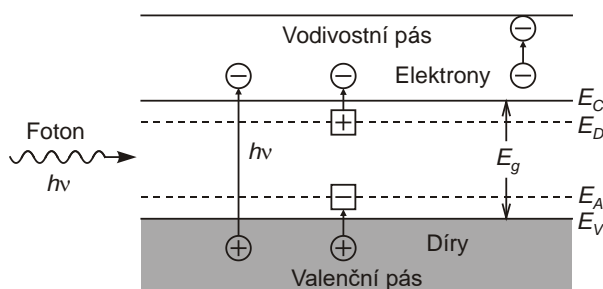 Vodivostní pás
Elektrony
E_C
Foton
E_D
hν
E_g
hν
E_A
E_V
Díry
Valenční pás